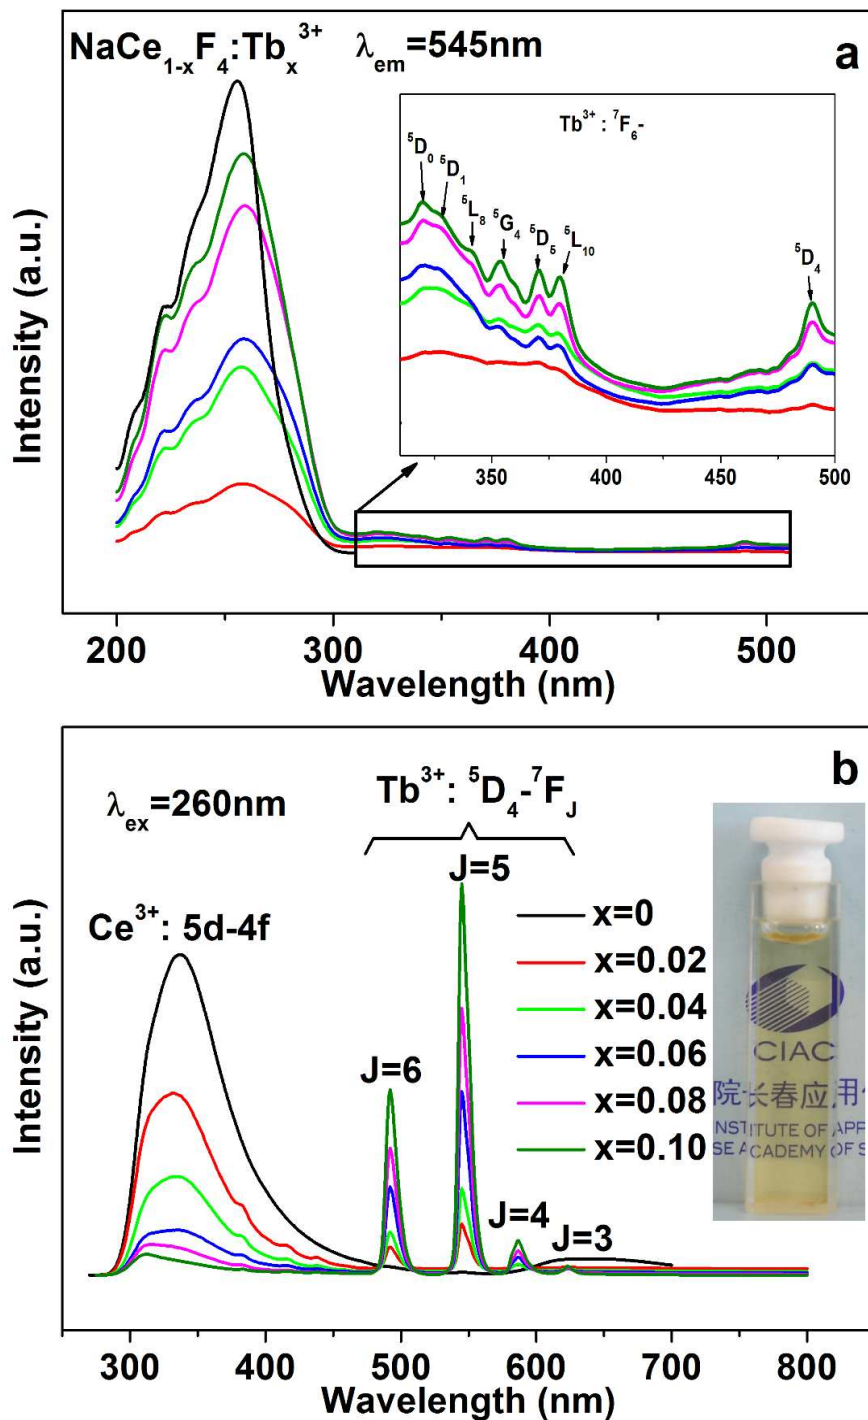 NaCe₁₋ₓF₄:Tbₓ³⁺ λₑₘ=545nm a
Tb³⁺ : ⁷F₆-
⁵D₀ ⁵D₁
⁵L₈ ⁵G₄ ⁵D₅ ⁵L₁₀ ⁵D₄
350 400 450 500
Intensity (a.u.)
200 300 400 500
Wavelength (nm)
b
Tb³⁺: ⁵D₄-⁷F_J
λₑₓ=260nm
J=5
Ce³⁺: 5d-4f
J=6
J=4
J=3
x=0
x=0.02
x=0.04
x=0.06
x=0.08
x=0.10
CIAC
院长春应用
INSTITUTE OF APP
SE ACADEMY OF S
Intensity (a.u.)
300 400 500 600 700 800
Wavelength (nm)